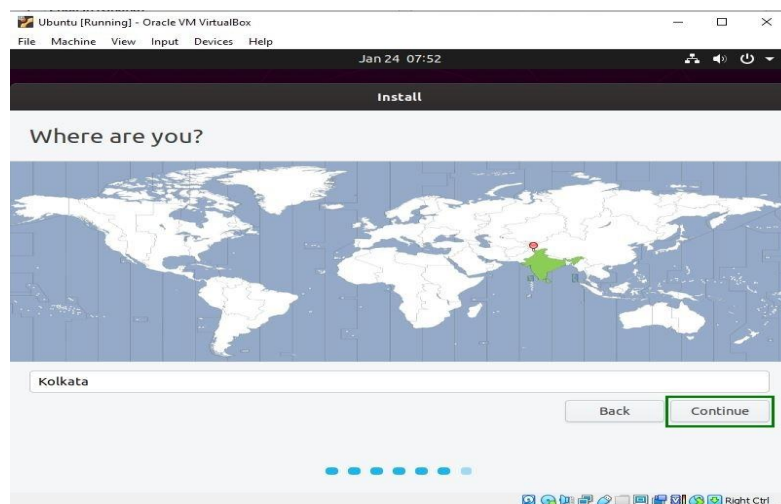 Ubuntu [Running] - Oracle VM VirtualBox
File Machine View Input Devices Help
Jan 24 07:52
Install
Where are you?
Kolkata
Back Continue
Right Ctrl